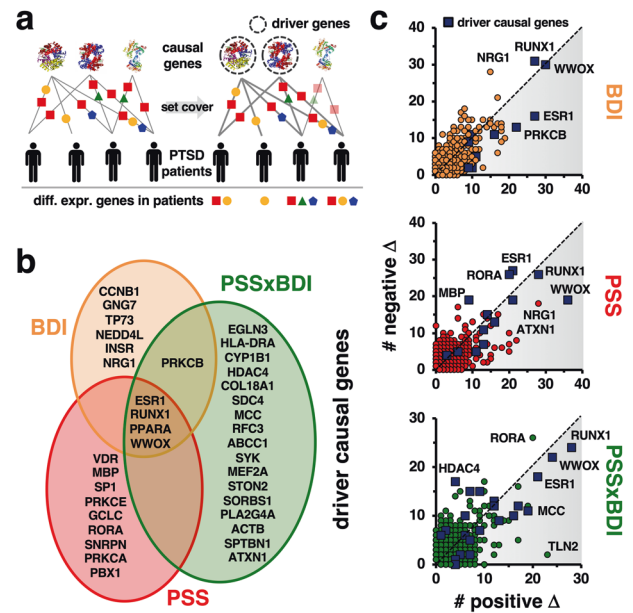 a
driver genes
causal
genes
set cover
PTSD
patients
diff. expr. genes in patients
b
BDI
PSSxBDI
CCNB1
GNG7
TP73
NEDD4L
INSR
NRG1
PRKCB
ESR1
RUNX1
PPARA
WWOX
EGLN3
HLA-DRA
CYP1B1
HDAC4
COL18A1
SDC4
MCC
RFC3
ABCC1
SYK
MEF2A
STON2
SORBS1
PLA2G4A
ACTB
SPTBN1
ATXN1
VDR
MBP
SP1
PRKCE
GCLC
RORA
SNRPN
PRKCA
PBX1
PSS
driver causal genes
c
driver causal genes
40
30
20
10
0
0
10
20
30
40
NRG1
RUNX1
WWOX
ESR1
PRKCB
BDI
# negative Δ
40
30
20
10
0
0
10
20
30
40
ESR1
RORA
RUNX1
MBP
WWOX
NRG1
ATXN1
PSS
30
20
10
0
0
10
20
30
RORA
RUNX1
HDAC4
WWOX
ESR1
MCC
TLN2
PSSxBDI
# positive Δ